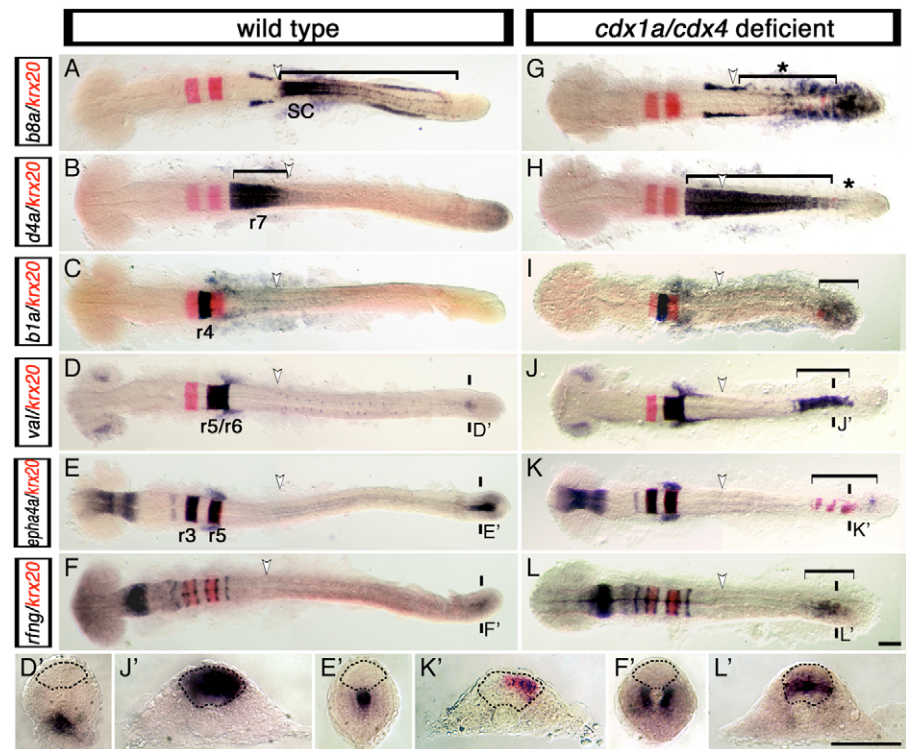 wild type
cdx1a/cdx4 deficient
b8a/krx20
A
SC
G
*
d4a/krx20
B
r7
H
*
b1a/krx20
C
r4
I
val/krx20
D
r5/r6
D'
J
J'
epha4a/krx20
E
r3 r5
E'
K
K'
rfng/krx20
F
F'
L
L'
D' J' E' K' F' L'